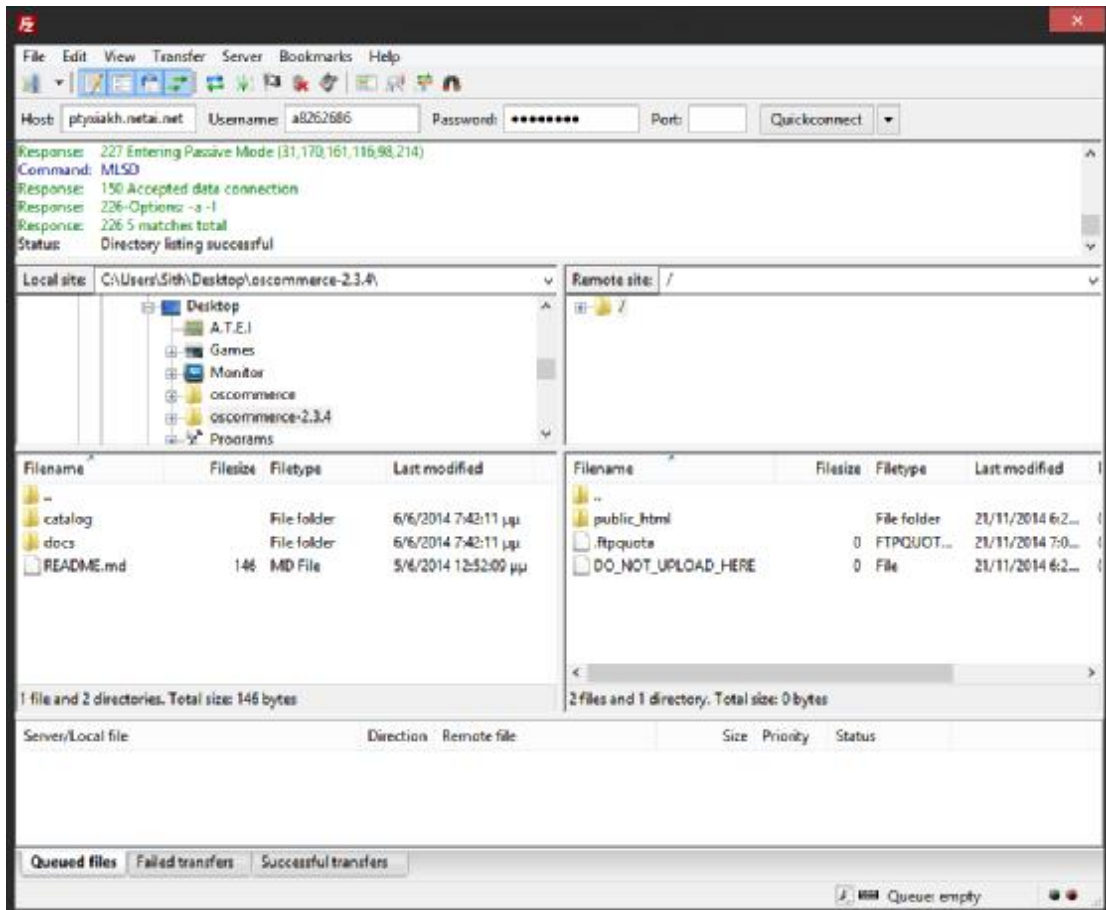 Fz
File Edit View Transfer Server Bookmarks Help
Host: ptyxiakh.netai.net Username: a8262686 Password: •••••••• Port: Quickconnect
Response: 227 Entering Passive Mode (31,170,161,116,98,214)
Command: MLSD
Response: 150 Accepted data connection
Response: 226-Options: -a -l
Response: 226 5 matches total
Status: Directory listing successful
Local site: C:\Users\Sith\Desktop\oscommerce-2.3.4\
Desktop
A.T.E.I
Games
Monitor
oscommerce
oscommerce-2.3.4
Programs
Remote site: /
/
Filename Filesize Filetype Last modified
..
catalog File folder 6/6/2014 7:42:11 μμ
docs File folder 6/6/2014 7:42:11 μμ
README.md 146 MD File 5/6/2014 12:52:09 μμ
1 file and 2 directories. Total size: 146 bytes
Filename Filesize Filetype Last modified
..
public_html File folder 21/11/2014 6:2...
.ftpquota 0 FTPQUOT... 21/11/2014 7:0...
DO_NOT_UPLOAD_HERE 0 File 21/11/2014 6:2...
2 files and 1 directory. Total size: 0 bytes
Server/Local file Direction Remote file Size Priority Status
Queued files Failed transfers Successful transfers
Queue: empty